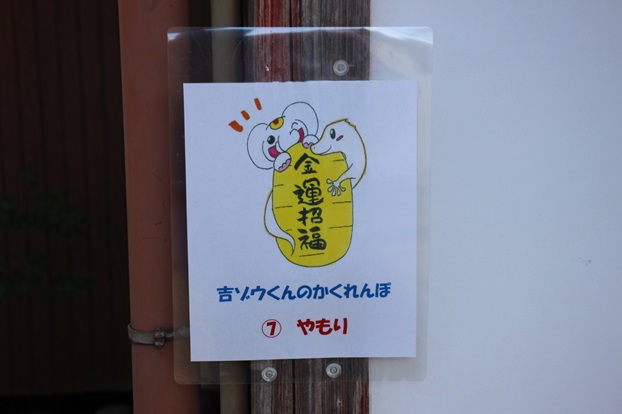 金運招福
吉ゾウくんのかくれんぼ
⑦ やもり